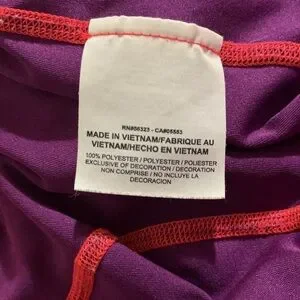 RN#56323 - CA#05553
MADE IN VIETNAM/FABRIQUE AU
VIETNAM/HECHO EN VIETNAM
100% POLYESTER / POLYESTER / POLIESTER
EXCLUSIVE OF DECORATION / DECORATION
NON COMPRISE / NO INCLUYE LA
DECORACION